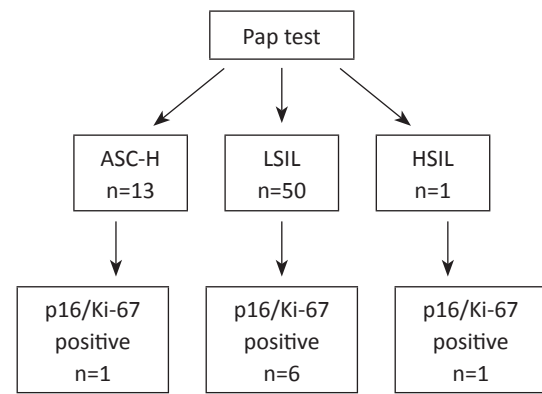 Pap test
ASC-H
n=13
LSIL
n=50
HSIL
n=1
p16/Ki-67
positive
n=1
p16/Ki-67
positive
n=6
p16/Ki-67
positive
n=1